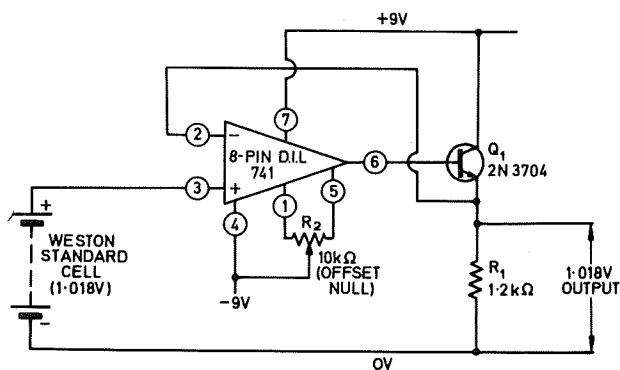 +9V
7
2
−
8-PIN D.I.L
741
6
Q1
2N 3704
3
+
4
1
5
R2
10kΩ
(OFFSET
NULL)
-9V
+
WESTON
STANDARD
CELL
(1·018V)
−
R1
1·2kΩ
1·018V
OUTPUT
0V